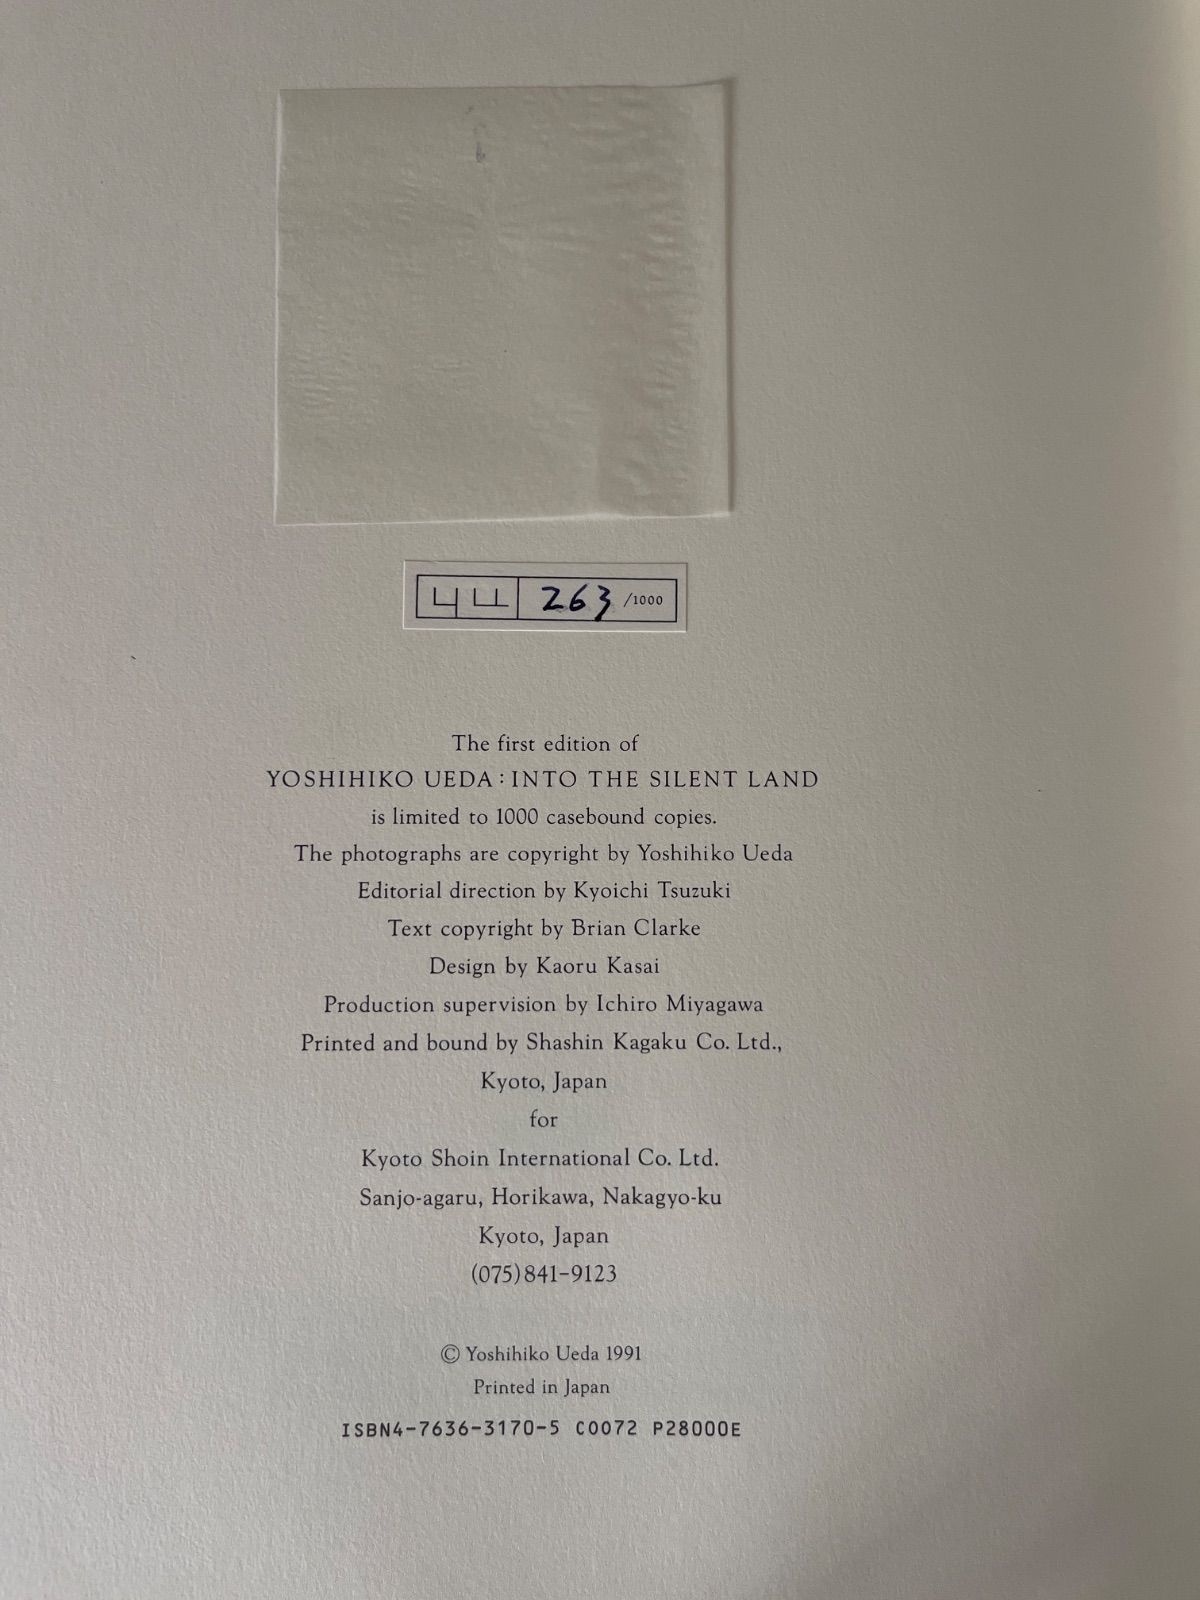 263 /1000
The first edition of
YOSHIHIKO UEDA : INTO THE SILENT LAND
is limited to 1000 casebound copies.
The photographs are copyright by Yoshihiko Ueda
Editorial direction by Kyoichi Tsuzuki
Text copyright by Brian Clarke
Design by Kaoru Kasai
Production supervision by Ichiro Miyagawa
Printed and bound by Shashin Kagaku Co. Ltd.,
Kyoto, Japan
for
Kyoto Shoin International Co. Ltd.
Sanjo-agaru, Horikawa, Nakagyo-ku
Kyoto, Japan
(075)841-9123
© Yoshihiko Ueda 1991
Printed in Japan
ISBN4-7636-3170-5 C0072 P28000E